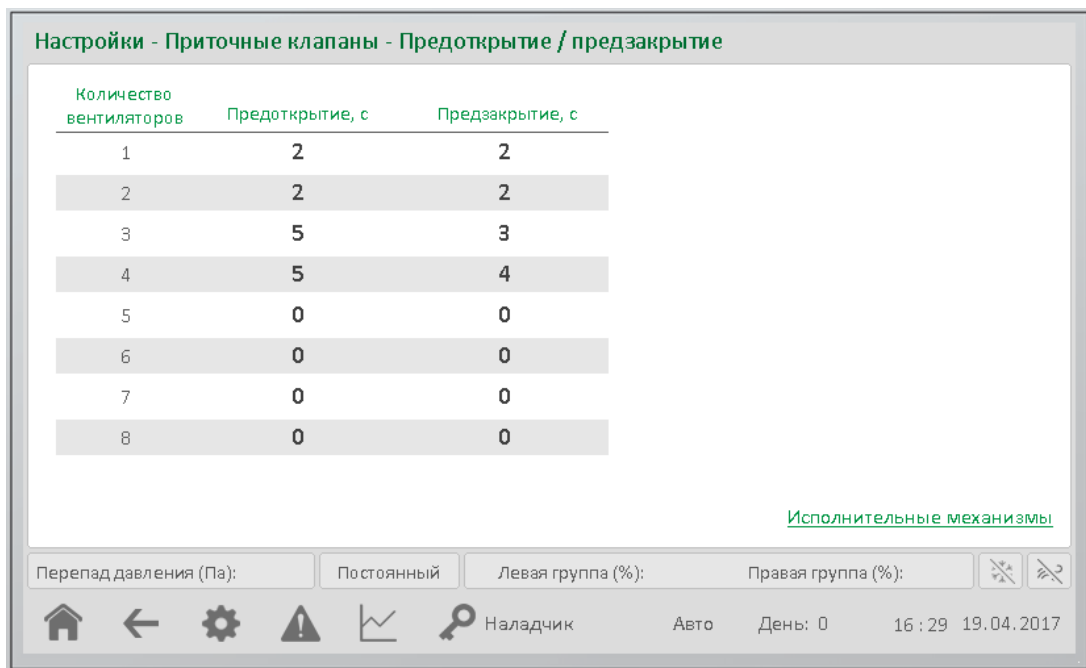 Настройки - Приточные клапаны - Предоткрытие / предзакрытие
Количество вентиляторов Предоткрытие, с Предзакрытие, с
1 2 2
2 2 2
3 5 3
4 5 4
5 0 0
6 0 0
7 0 0
8 0 0
Исполнительные механизмы
Перепад давления (Па): Постоянный Левая группа (%): Правая группа (%):
Наладчик Авто День: 0 16:29 19.04.2017